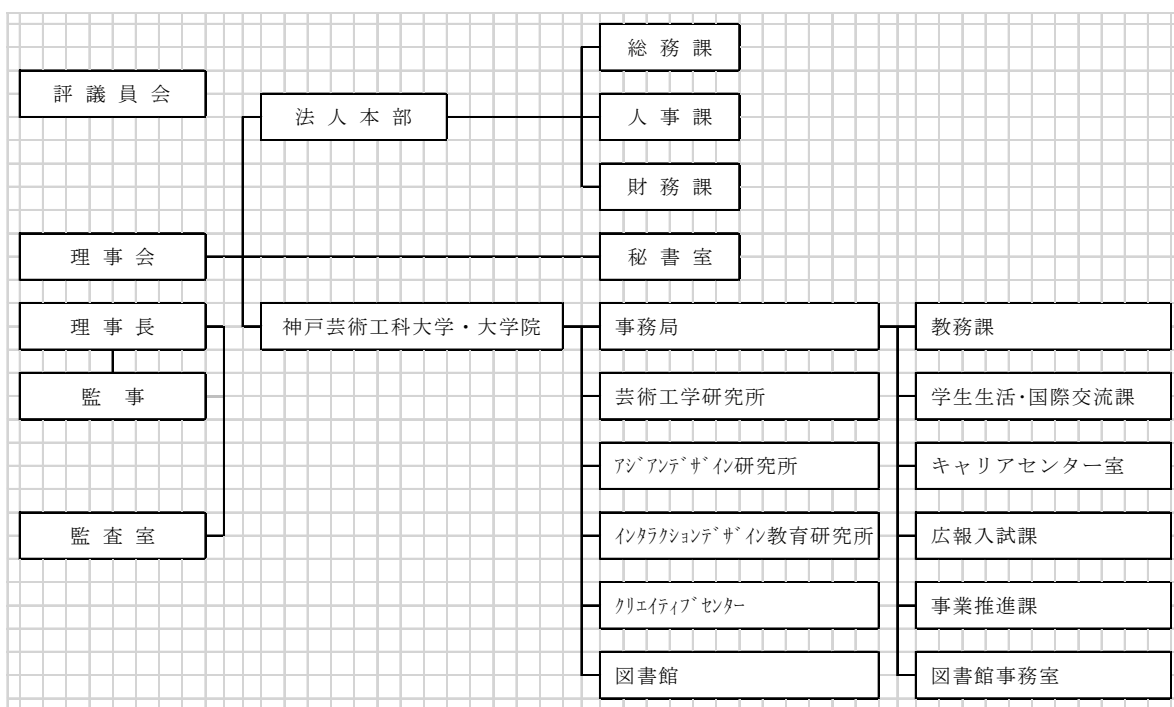 評議員会
法人本部
総務課
人事課
財務課
理事会
秘書室
理事長
神戸芸術工科大学・大学院
事務局
教務課
監事
芸術工学研究所
学生生活・国際交流課
ｱｼﾞｱﾝﾃﾞｻﾞｲﾝ研究所
キャリアセンター室
監査室
ｲﾝﾀﾗｸｼｮﾝﾃﾞｻﾞｲﾝ教育研究所
広報入試課
ｸﾘｴｲﾃｨﾌﾞｾﾝﾀｰ
事業推進課
図書館
図書館事務室